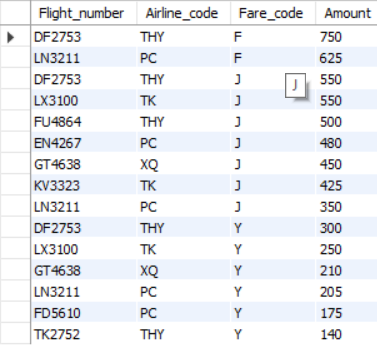 Flight_number Airline_code Fare_code Amount
DF2753 THY F 750
LN3211 PC F 625
DF2753 THY J 550
J
LX3100 TK J 550
FU4864 THY J 500
EN4267 PC J 480
GT4638 XQ J 450
KV3323 TK J 425
LN3211 PC J 350
DF2753 THY Y 300
LX3100 TK Y 250
GT4638 XQ Y 210
LN3211 PC Y 205
FD5610 PC Y 175
TK2752 THY Y 140